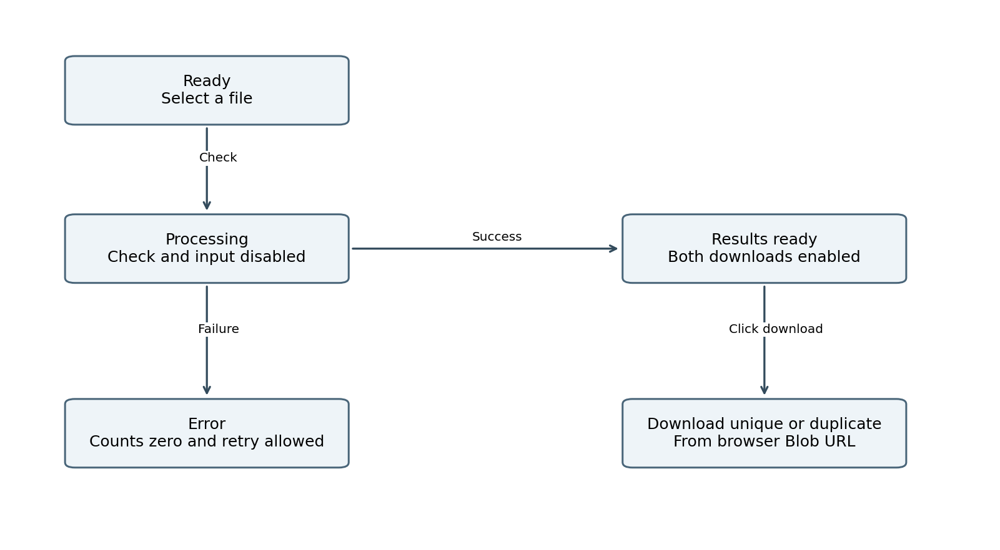 Ready
Select a file
Check
Processing
Check and input disabled
Success
Results ready
Both downloads enabled
Failure
Click download
Error
Counts zero and retry allowed
Download unique or duplicate
From browser Blob URL